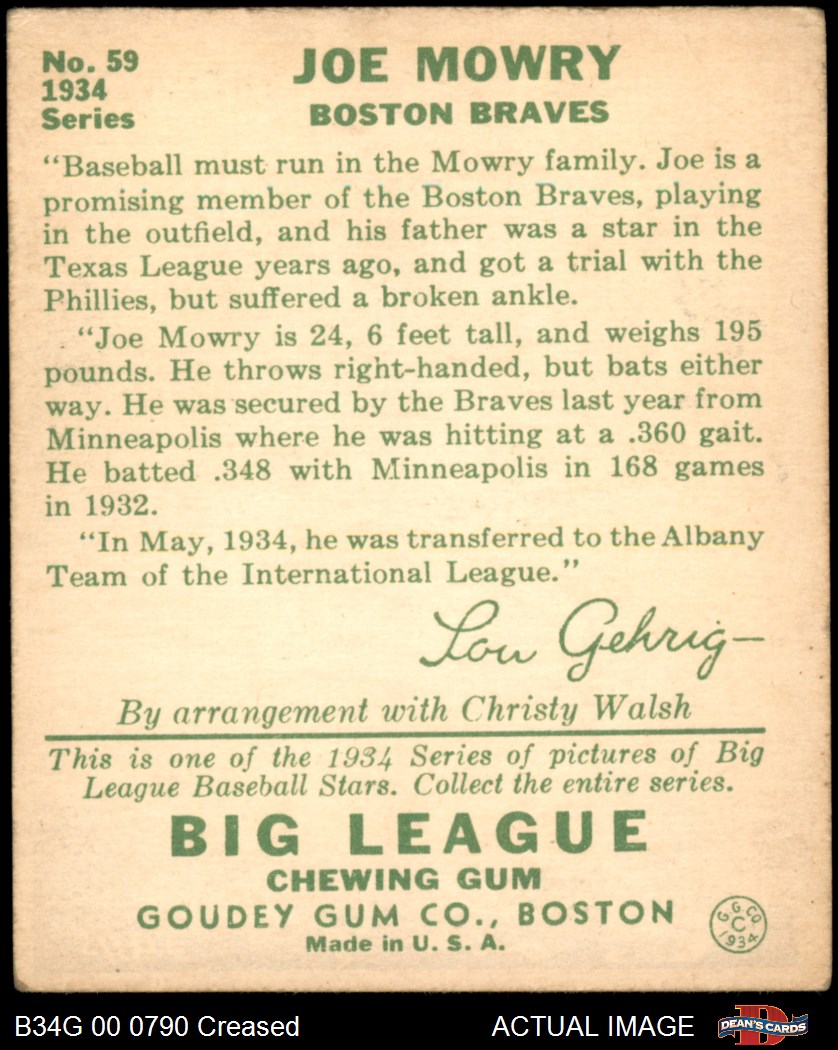 No. 59
1934
Series
JOE MOWRY
BOSTON BRAVES
“Baseball must run in the Mowry family. Joe is a
promising member of the Boston Braves, playing
in the outfield, and his father was a star in the
Texas League years ago, and got a trial with the
Phillies, but suffered a broken ankle.
“Joe Mowry is 24, 6 feet tall, and weighs 195
pounds. He throws right-handed, but bats either
way. He was secured by the Braves last year from
Minneapolis where he was hitting at a .360 gait.
He batted .348 with Minneapolis in 168 games
in 1932.
“In May, 1934, he was transferred to the Albany
Team of the International League.”
Lou Gehrig—
By arrangement with Christy Walsh
This is one of the 1934 Series of pictures of Big
League Baseball Stars. Collect the entire series.
BIG LEAGUE
CHEWING GUM
GOUDEY GUM CO., BOSTON
Made in U. S. A.
G. G. CO
C
1934
B34G 00 0790 Creased
ACTUAL IMAGE
D
DEAN'S CARDS